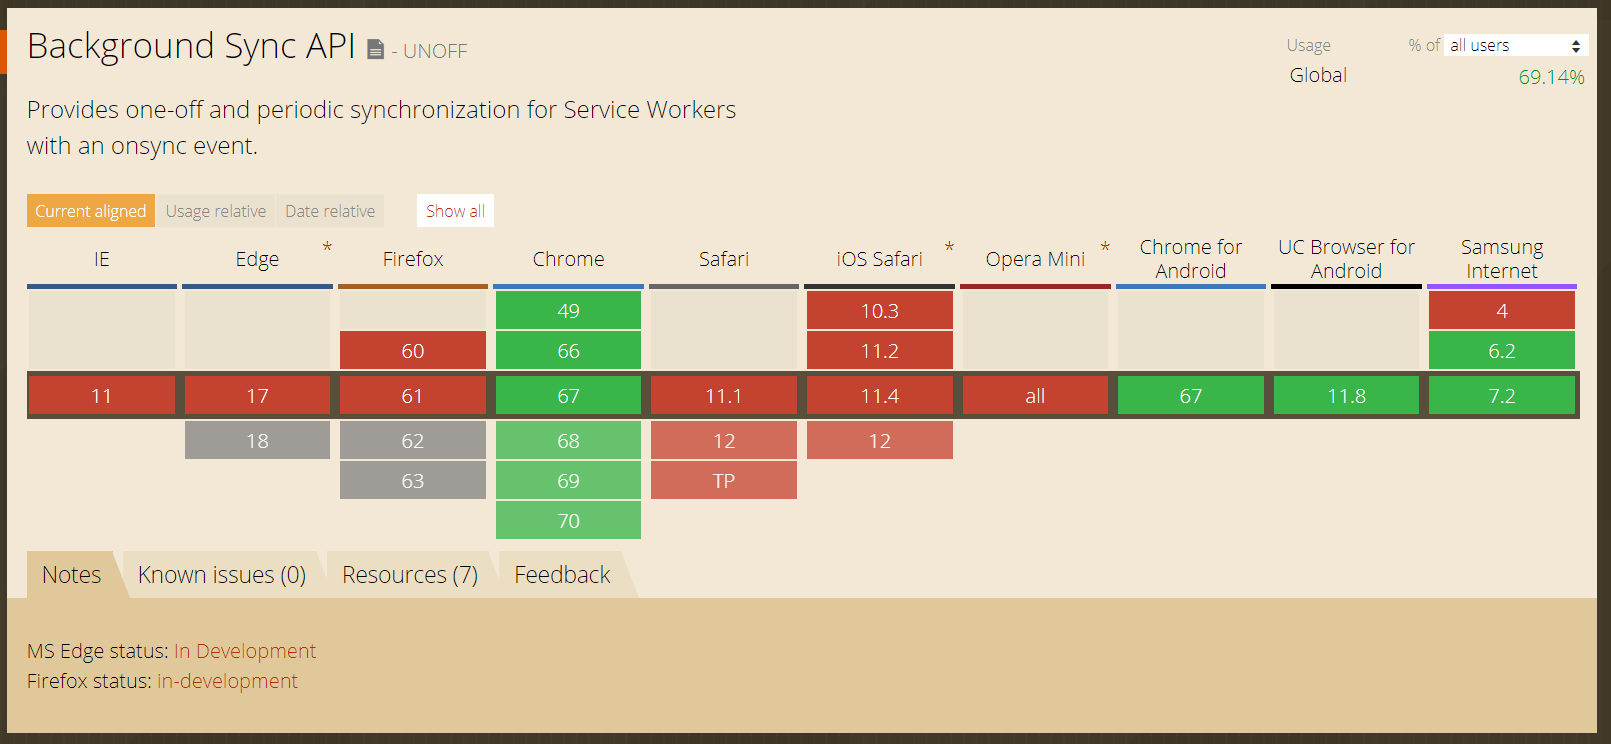 Background Sync API - UNOFF
Usage % of all users
Global 69.14%
Provides one-off and periodic synchronization for Service Workers
with an onsync event.
Current aligned Usage relative Date relative Show all
IE Edge * Firefox Chrome Safari iOS Safari * Opera Mini * Chrome for Android UC Browser for Android Samsung Internet
49 10.3 4
60 66 11.2 6.2
11 17 61 67 11.1 11.4 all 67 11.8 7.2
18 62 68 12 12
63 69 TP
70
Notes Known issues (0) Resources (7) Feedback
MS Edge status: In Development
Firefox status: in-development